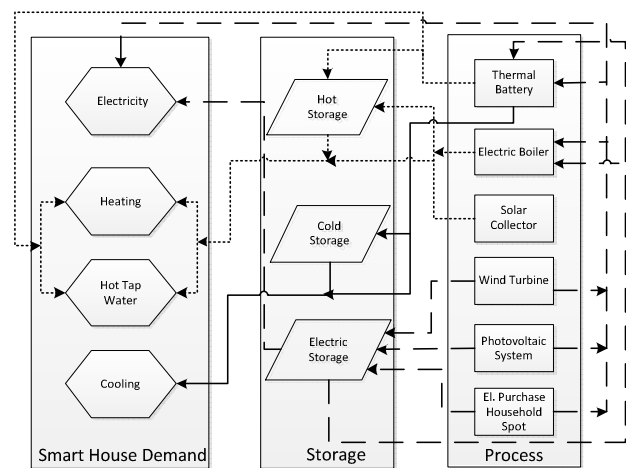 Electricity
Heating
Hot Tap
Water
Cooling
Smart House Demand
Hot
Storage
Cold
Storage
Electric
Storage
Storage
Thermal
Battery
Electric Boiler
Solar
Collector
Wind Turbine
Photovoltaic
System
El. Purchase
Household
Spot
Process